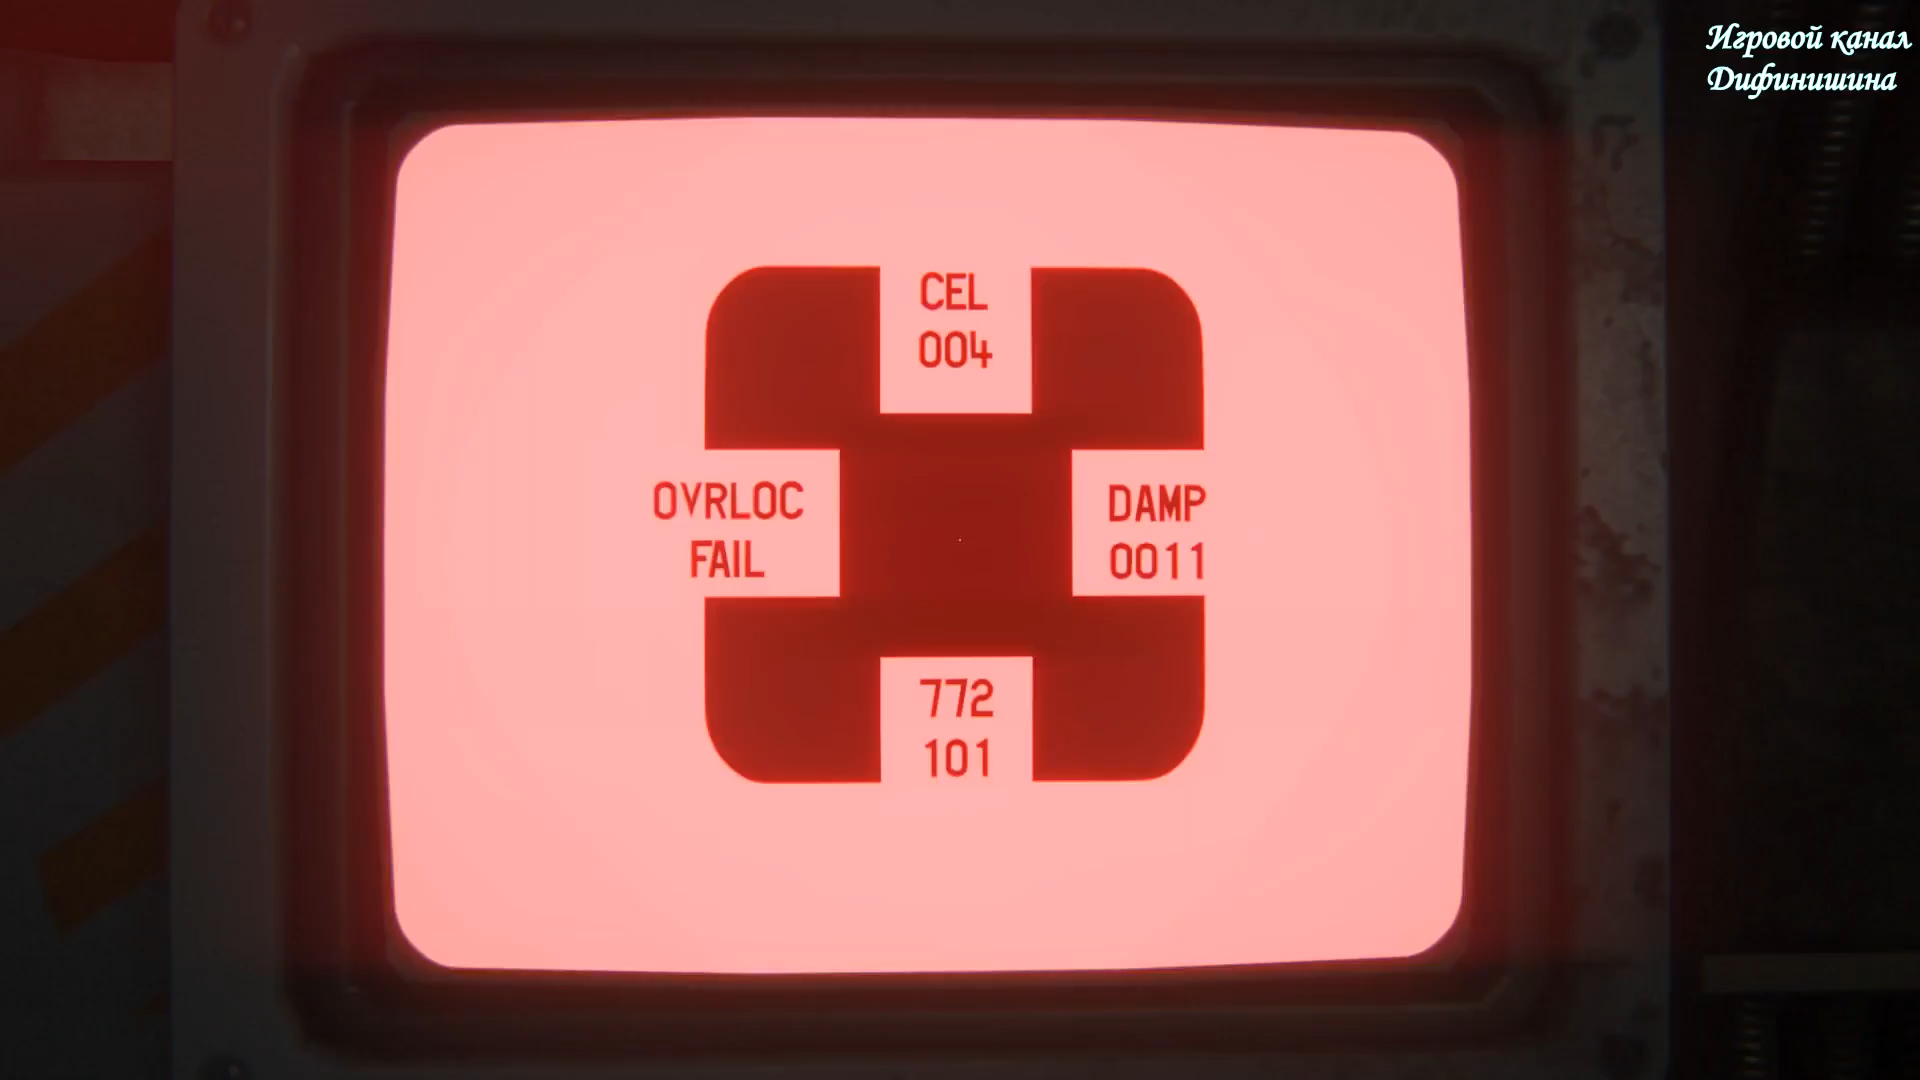 Игровой канал
Дифинишина
CEL
004
OVRLOC
FAIL
DAMP
0011
772
101